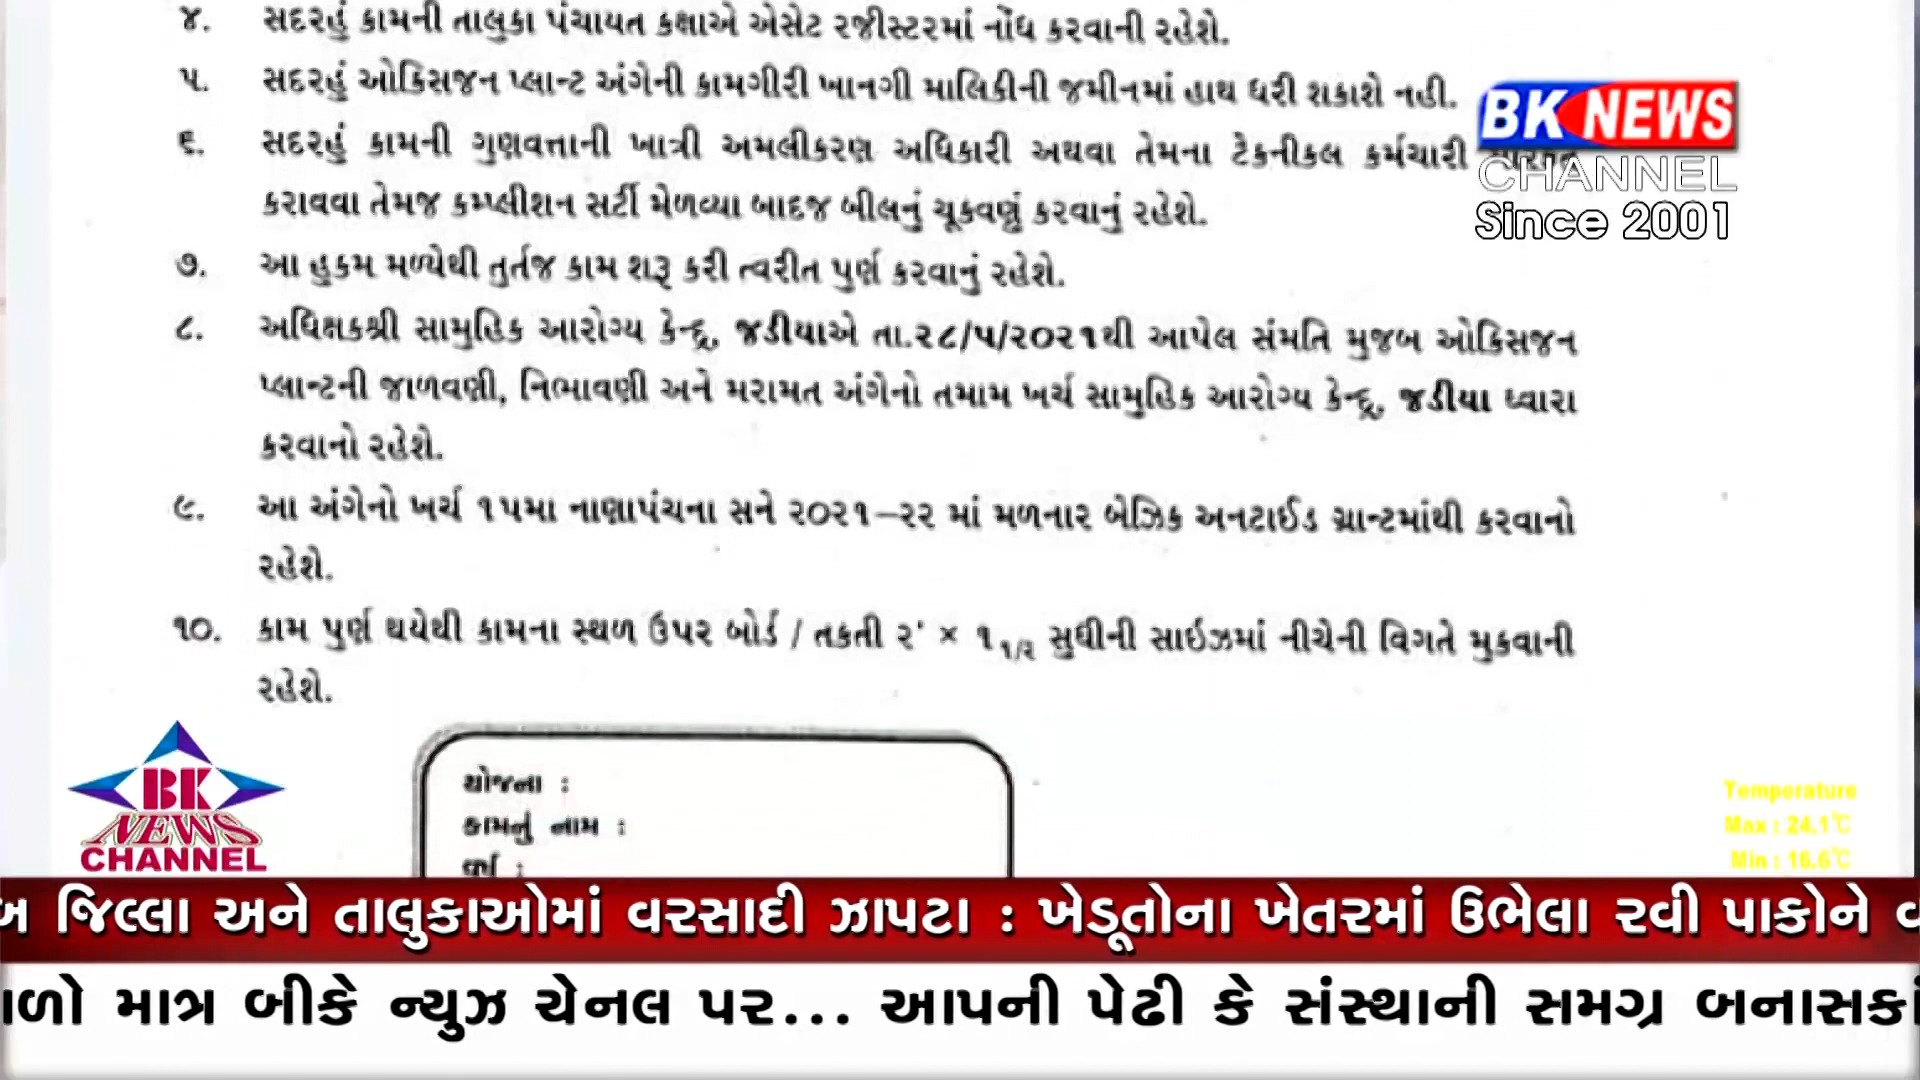 ૪. સદરહું કામની તાલુકા પંચાયત કક્ષાએ એસેટ રજીસ્ટરમાં નોંધ કરવાની રહેશે.
૫. સદરહું ઓકિસજન પ્લાન્ટ અંગેની કામગીરી ખાનગી માલિકીની જમીનમાં હાથ ધરી શકાશે નહી.
૬. સદરહું કામની ગુણવત્તાની ખાત્રી અમલીકરણ અધિકારી અથવા તેમના ટેકનીકલ કર્મચારી
કરાવવા તેમજ કમ્પ્લીશન સર્ટી મેળવ્યા બાદજ બીલનું ચૂકવણું કરવાનું રહેશે.
૭. આ હુકમ મળ્યેથી તુર્તજ કામ શરૂ કરી ત્વરીત પુર્ણ કરવાનું રહેશે.
૮. અધિક્ષકશ્રી સામુહિક આરોગ્ય કેન્દ્ર, જડીયાએ તા.૨૮/૫/૨૦૨૧થી આપેલ સંમતિ મુજબ ઓકિસજન
પ્લાન્ટની જાળવણી, નિભાવણી અને મરામત અંગેનો તમામ ખર્ચ સામુહિક આરોગ્ય કેન્દ્ર, જડીયા ધ્વારા
કરવાનો રહેશે.
૯. આ અંગેનો ખર્ચ ૧૫મા નાણાપંચના સને ૨૦૨૧–૨૨ માં મળનાર બેઝિક અનટાઈડ ગ્રાન્ટમાંથી કરવાનો
રહેશે.
૧૦. કામ પુર્ણ થયેથી કામના સ્થળ ઉપર બોર્ડ / તકતી ૨' × ૧ ૧/૨ સુધીની સાઇઝમાં નીચેની વિગતે મુકવાની
રહેશે.
યોજના :
કામનું નામ :
વર્ષ :
BK NEWS
CHANNEL
Since 2001
BK
NEWS
CHANNEL
Temperature
Max : 24.1°C
Min : 16.6°C
જિલ્લા અને તાલુકાઓમાં વરસાદી ઝાપટા : ખેડૂતોના ખેતરમાં ઉભેલા રવી પાકોને
માત્ર બીકે ન્યુઝ ચેનલ પર... આપની પેઢી કે સંસ્થાની સમગ્ર